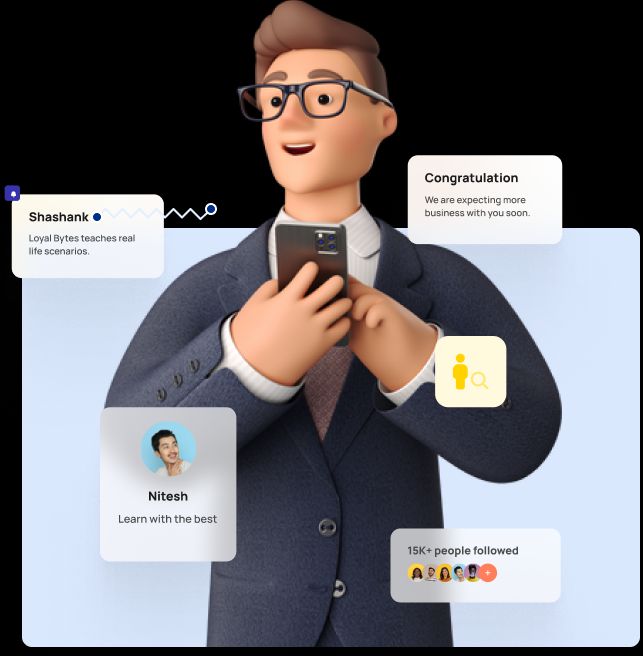 Congratulation
We are expecting more
business with you soon.
Shashank
Loyal Bytes teaches real
life scenarios.
Nitesh
Learn with the best
15K+ people followed
+